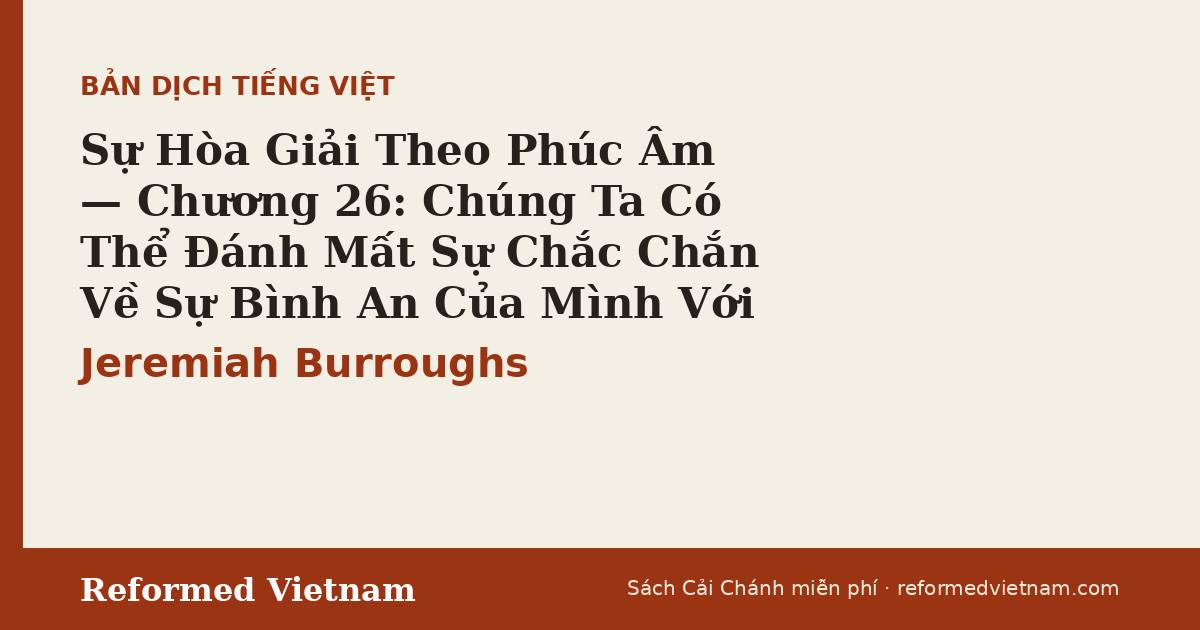 BẢN DỊCH TIẾNG VIỆT
Sự Hòa Giải Theo Phúc Âm
— Chương 26: Chúng Ta Có
Thể Đánh Mất Sự Chắc Chắn
Về Sự Bình An Của Mình Với
Jeremiah Burroughs
Reformed Vietnam
Sách Cải Chánh miễn phí · reformedvietnam.com